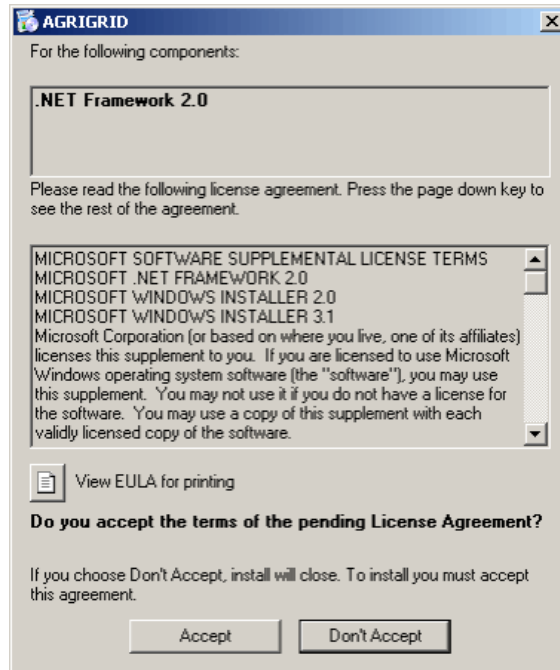 AGRIGRID
For the following components:
.NET Framework 2.0
Please read the following license agreement. Press the page down key to
see the rest of the agreement.
MICROSOFT SOFTWARE SUPPLEMENTAL LICENSE TERMS
MICROSOFT .NET FRAMEWORK 2.0
MICROSOFT WINDOWS INSTALLER 2.0
MICROSOFT WINDOWS INSTALLER 3.1
Microsoft Corporation (or based on where you live, one of its affiliates)
licenses this supplement to you.  If you are licensed to use Microsoft
Windows operating system software (the "software"), you may use
this supplement.  You may not use it if you do not have a license for
the software.  You may use a copy of this supplement with each
validly licensed copy of the software.
View EULA for printing
Do you accept the terms of the pending License Agreement?
If you choose Don't Accept, install will close. To install you must accept
this agreement.
Accept
Don't Accept